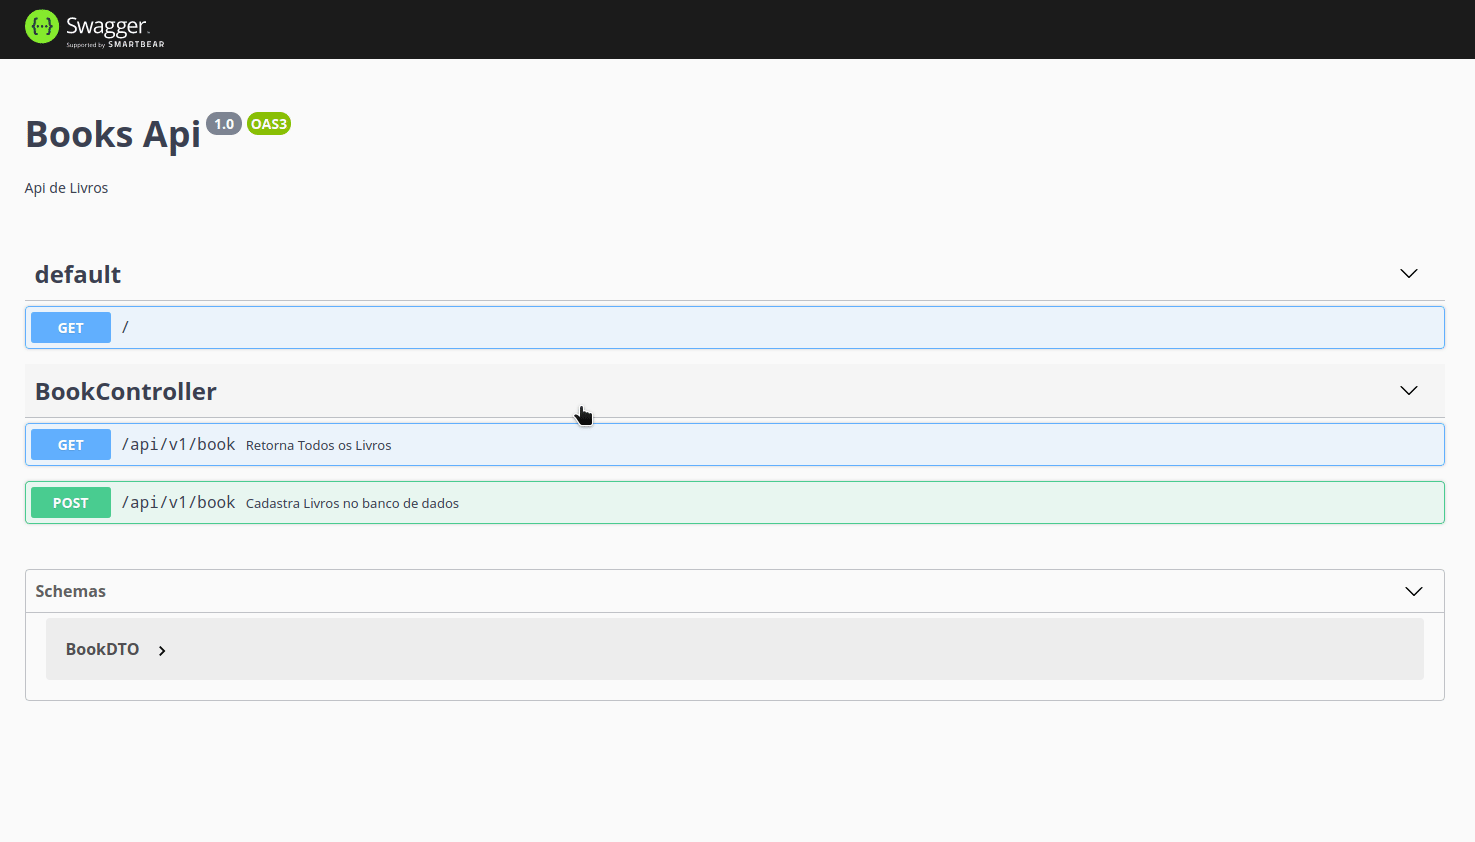 Swagger.
Supported by SMARTBEAR
Books Api 1.0 OAS3
Api de Livros
default
GET /
BookController
GET /api/v1/book Retorna Todos os Livros
POST /api/v1/book Cadastra Livros no banco de dados
Schemas
BookDTO